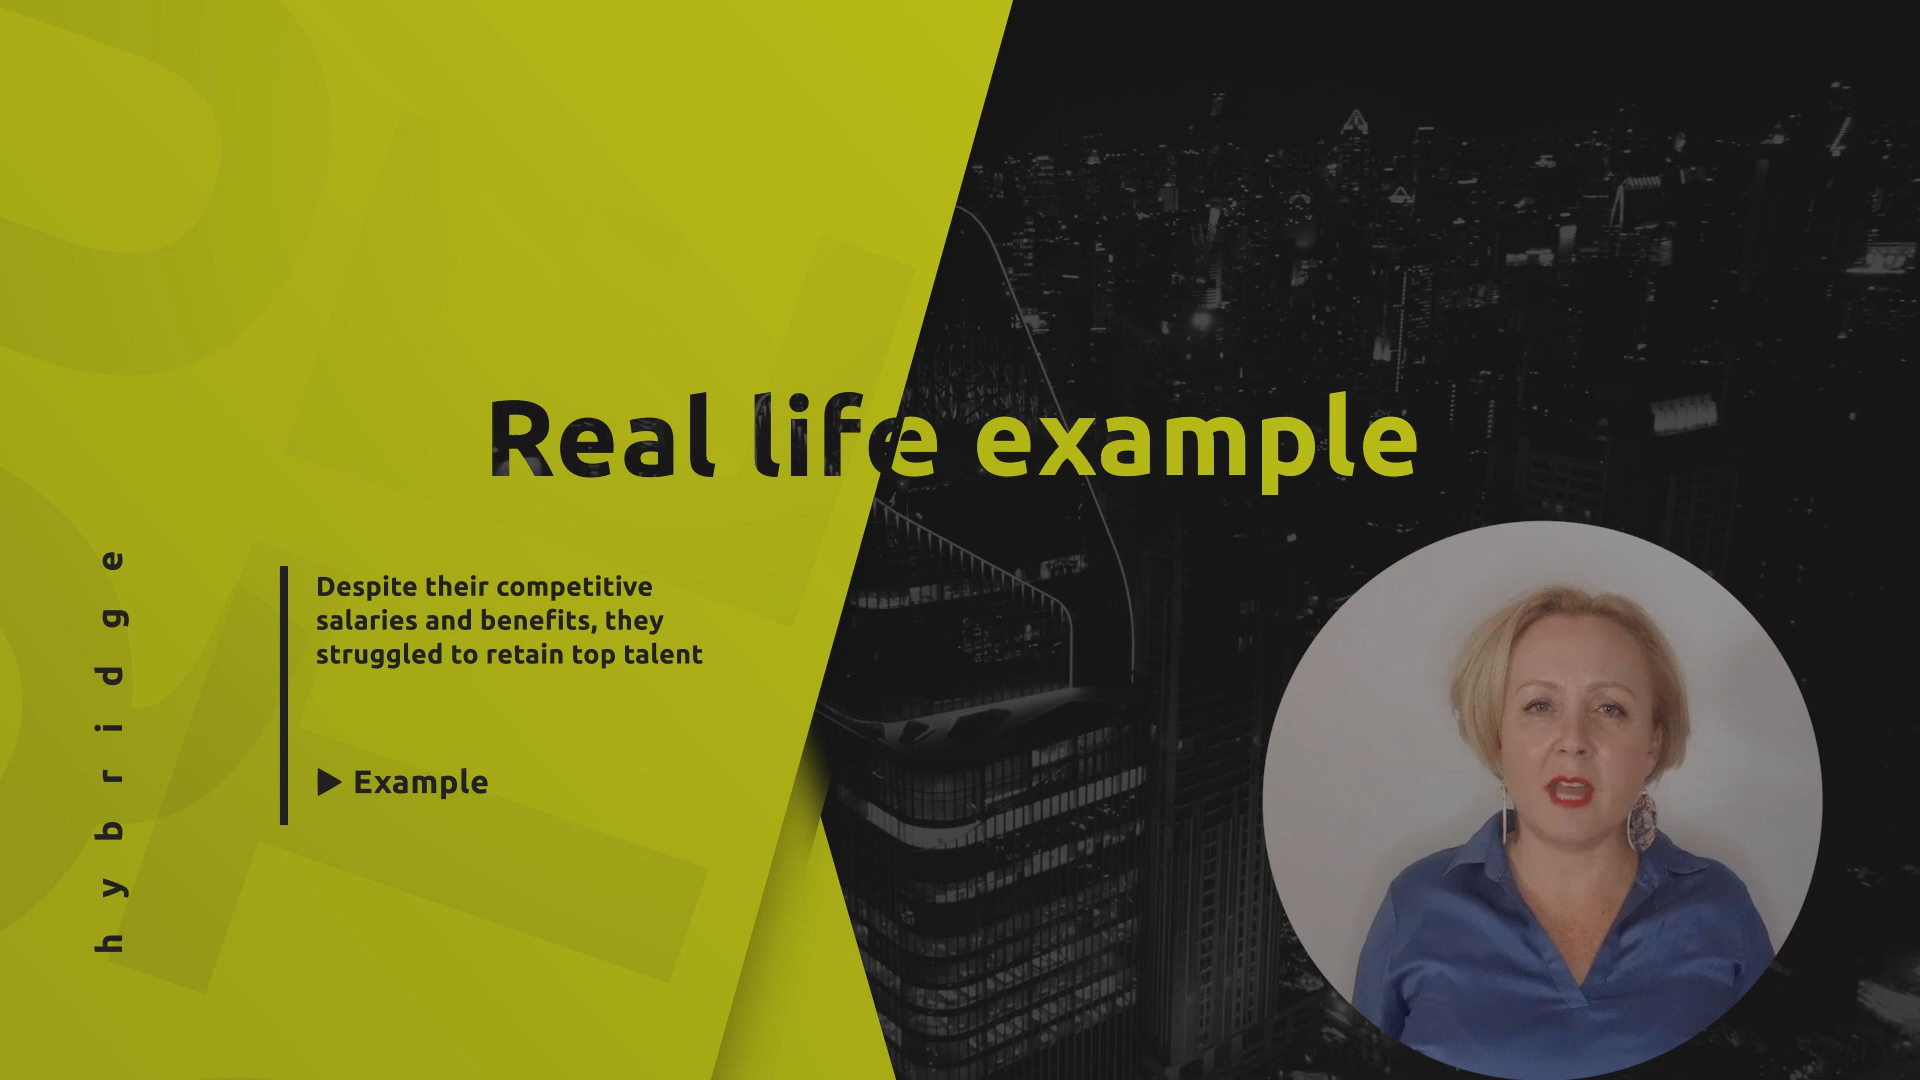 Real life example
Despite their competitive
salaries and benefits, they
struggled to retain top talent
Example
hybridge